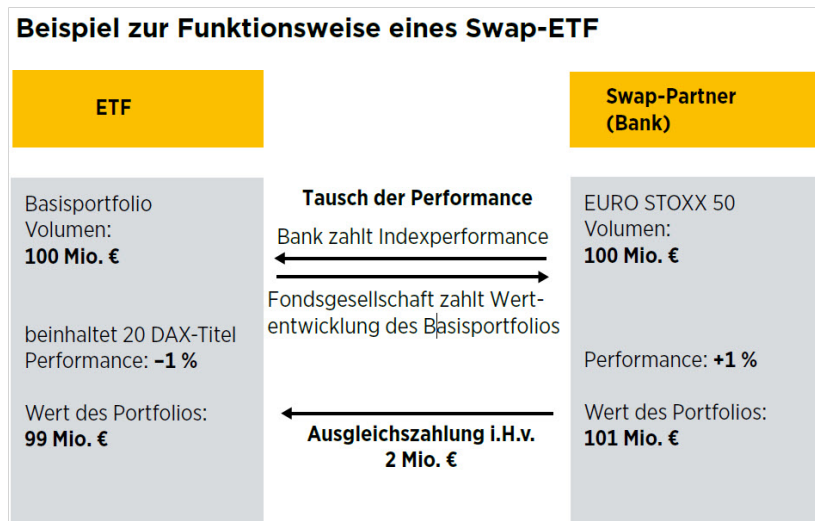 Beispiel zur Funktionsweise eines Swap-ETF
ETF
Swap-Partner
(Bank)
Basisportfolio
Volumen:
100 Mio. €
beinhaltet 20 DAX-Titel
Performance: –1 %
Wert des Portfolios:
99 Mio. €
Tausch der Performance
Bank zahlt Indexperformance
Fondsgesellschaft zahlt Wert-
entwicklung des Basisportfolios
Ausgleichszahlung i.H.v.
2 Mio. €
EURO STOXX 50
Volumen:
100 Mio. €
Performance: +1 %
Wert des Portfolios:
101 Mio. €